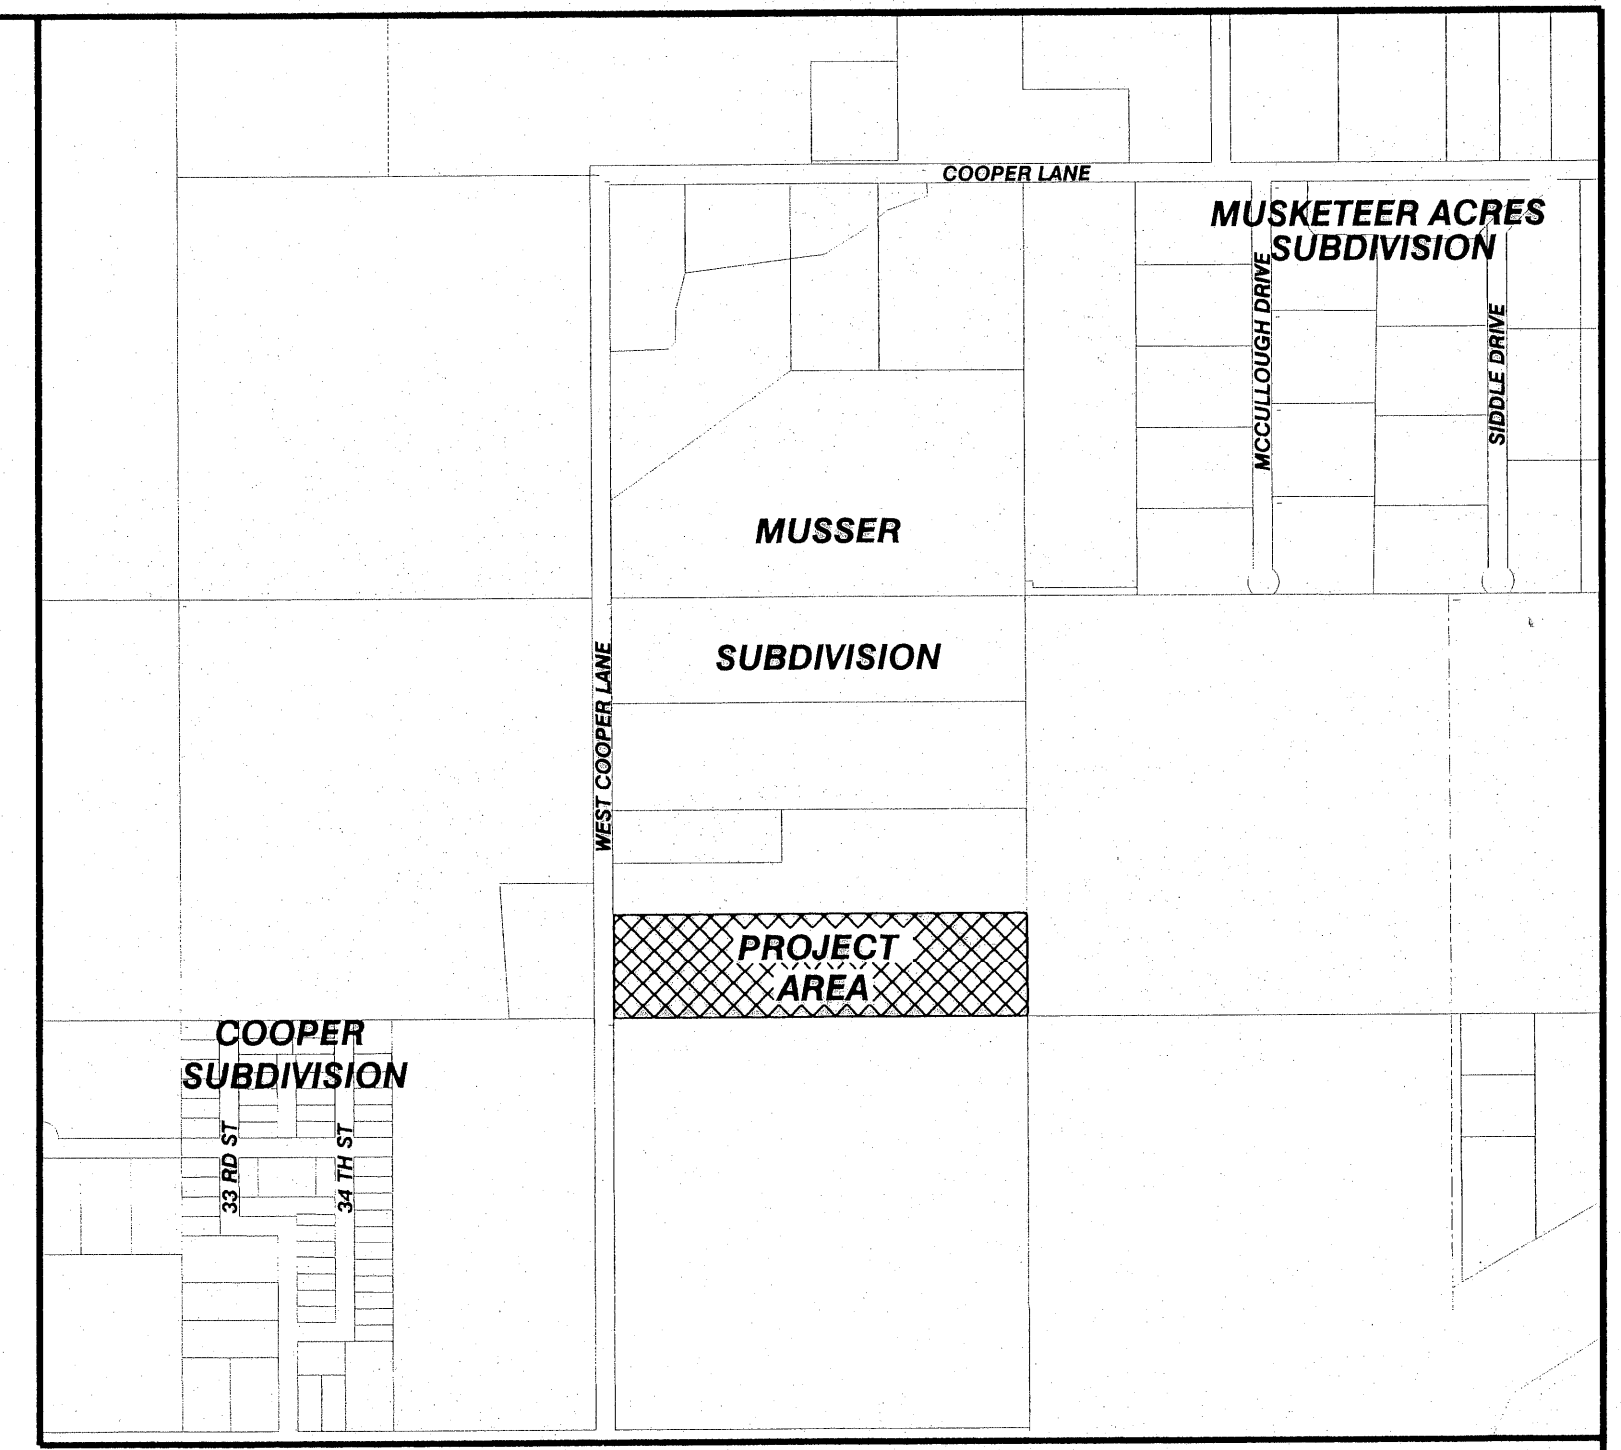 COOPER LANE
MUSKETEER ACRES
SUBDIVISION
MCCULLOUGH DRIVE
SIDDLE DRIVE
MUSSER
SUBDIVISION
WEST COOPER LANE
PROJECT
AREA
COOPER
SUBDIVISION
33 RD ST
34 TH ST